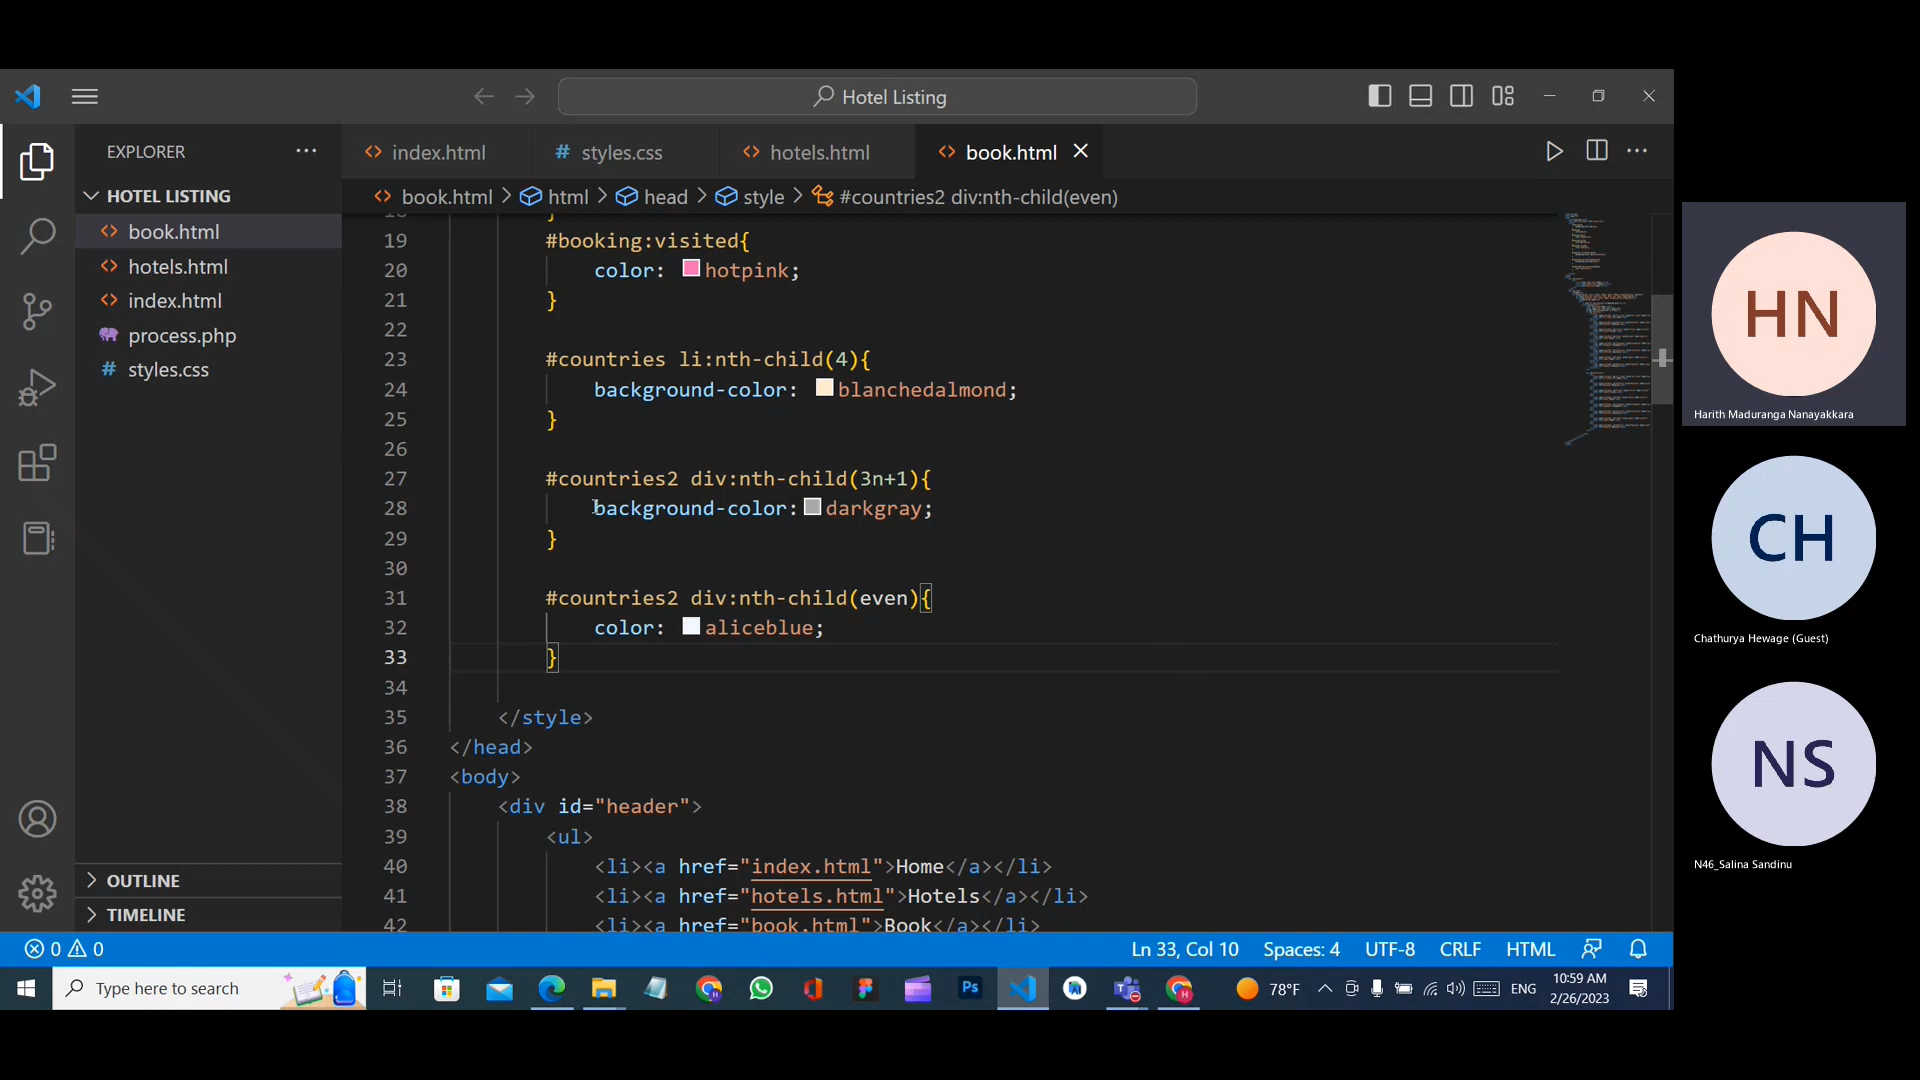 Hotel Listing
EXPLORER
index.html
# styles.css
hotels.html
book.html
HOTEL LISTING
book.html > html > head > style > #countries2 div:nth-child(even)
book.html
hotels.html
index.html
process.php
# styles.css
OUTLINE
TIMELINE
19 #booking:visited{
20 color: hotpink;
21 }
22
23 #countries li:nth-child(4){
24 background-color: blanchedalmond;
25 }
26
27 #countries2 div:nth-child(3n+1){
28 background-color: darkgray;
29 }
30
31 #countries2 div:nth-child(even){
32 color: aliceblue;
33 }
34
35 </style>
36 </head>
37 <body>
38 <div id="header">
39 <ul>
40 <li><a href="index.html">Home</a></li>
41 <li><a href="hotels.html">Hotels</a></li>
42 <li><a href="book.html">Book</a></li>
0 0
Ln 33, Col 10
Spaces: 4
UTF-8
CRLF
HTML
Type here to search
Ps
78°F
ENG
10:59 AM
2/26/2023
HN
Harith Maduranga Nanayakkara
CH
Chathurya Hewage (Guest)
NS
N46_Salina Sandinu